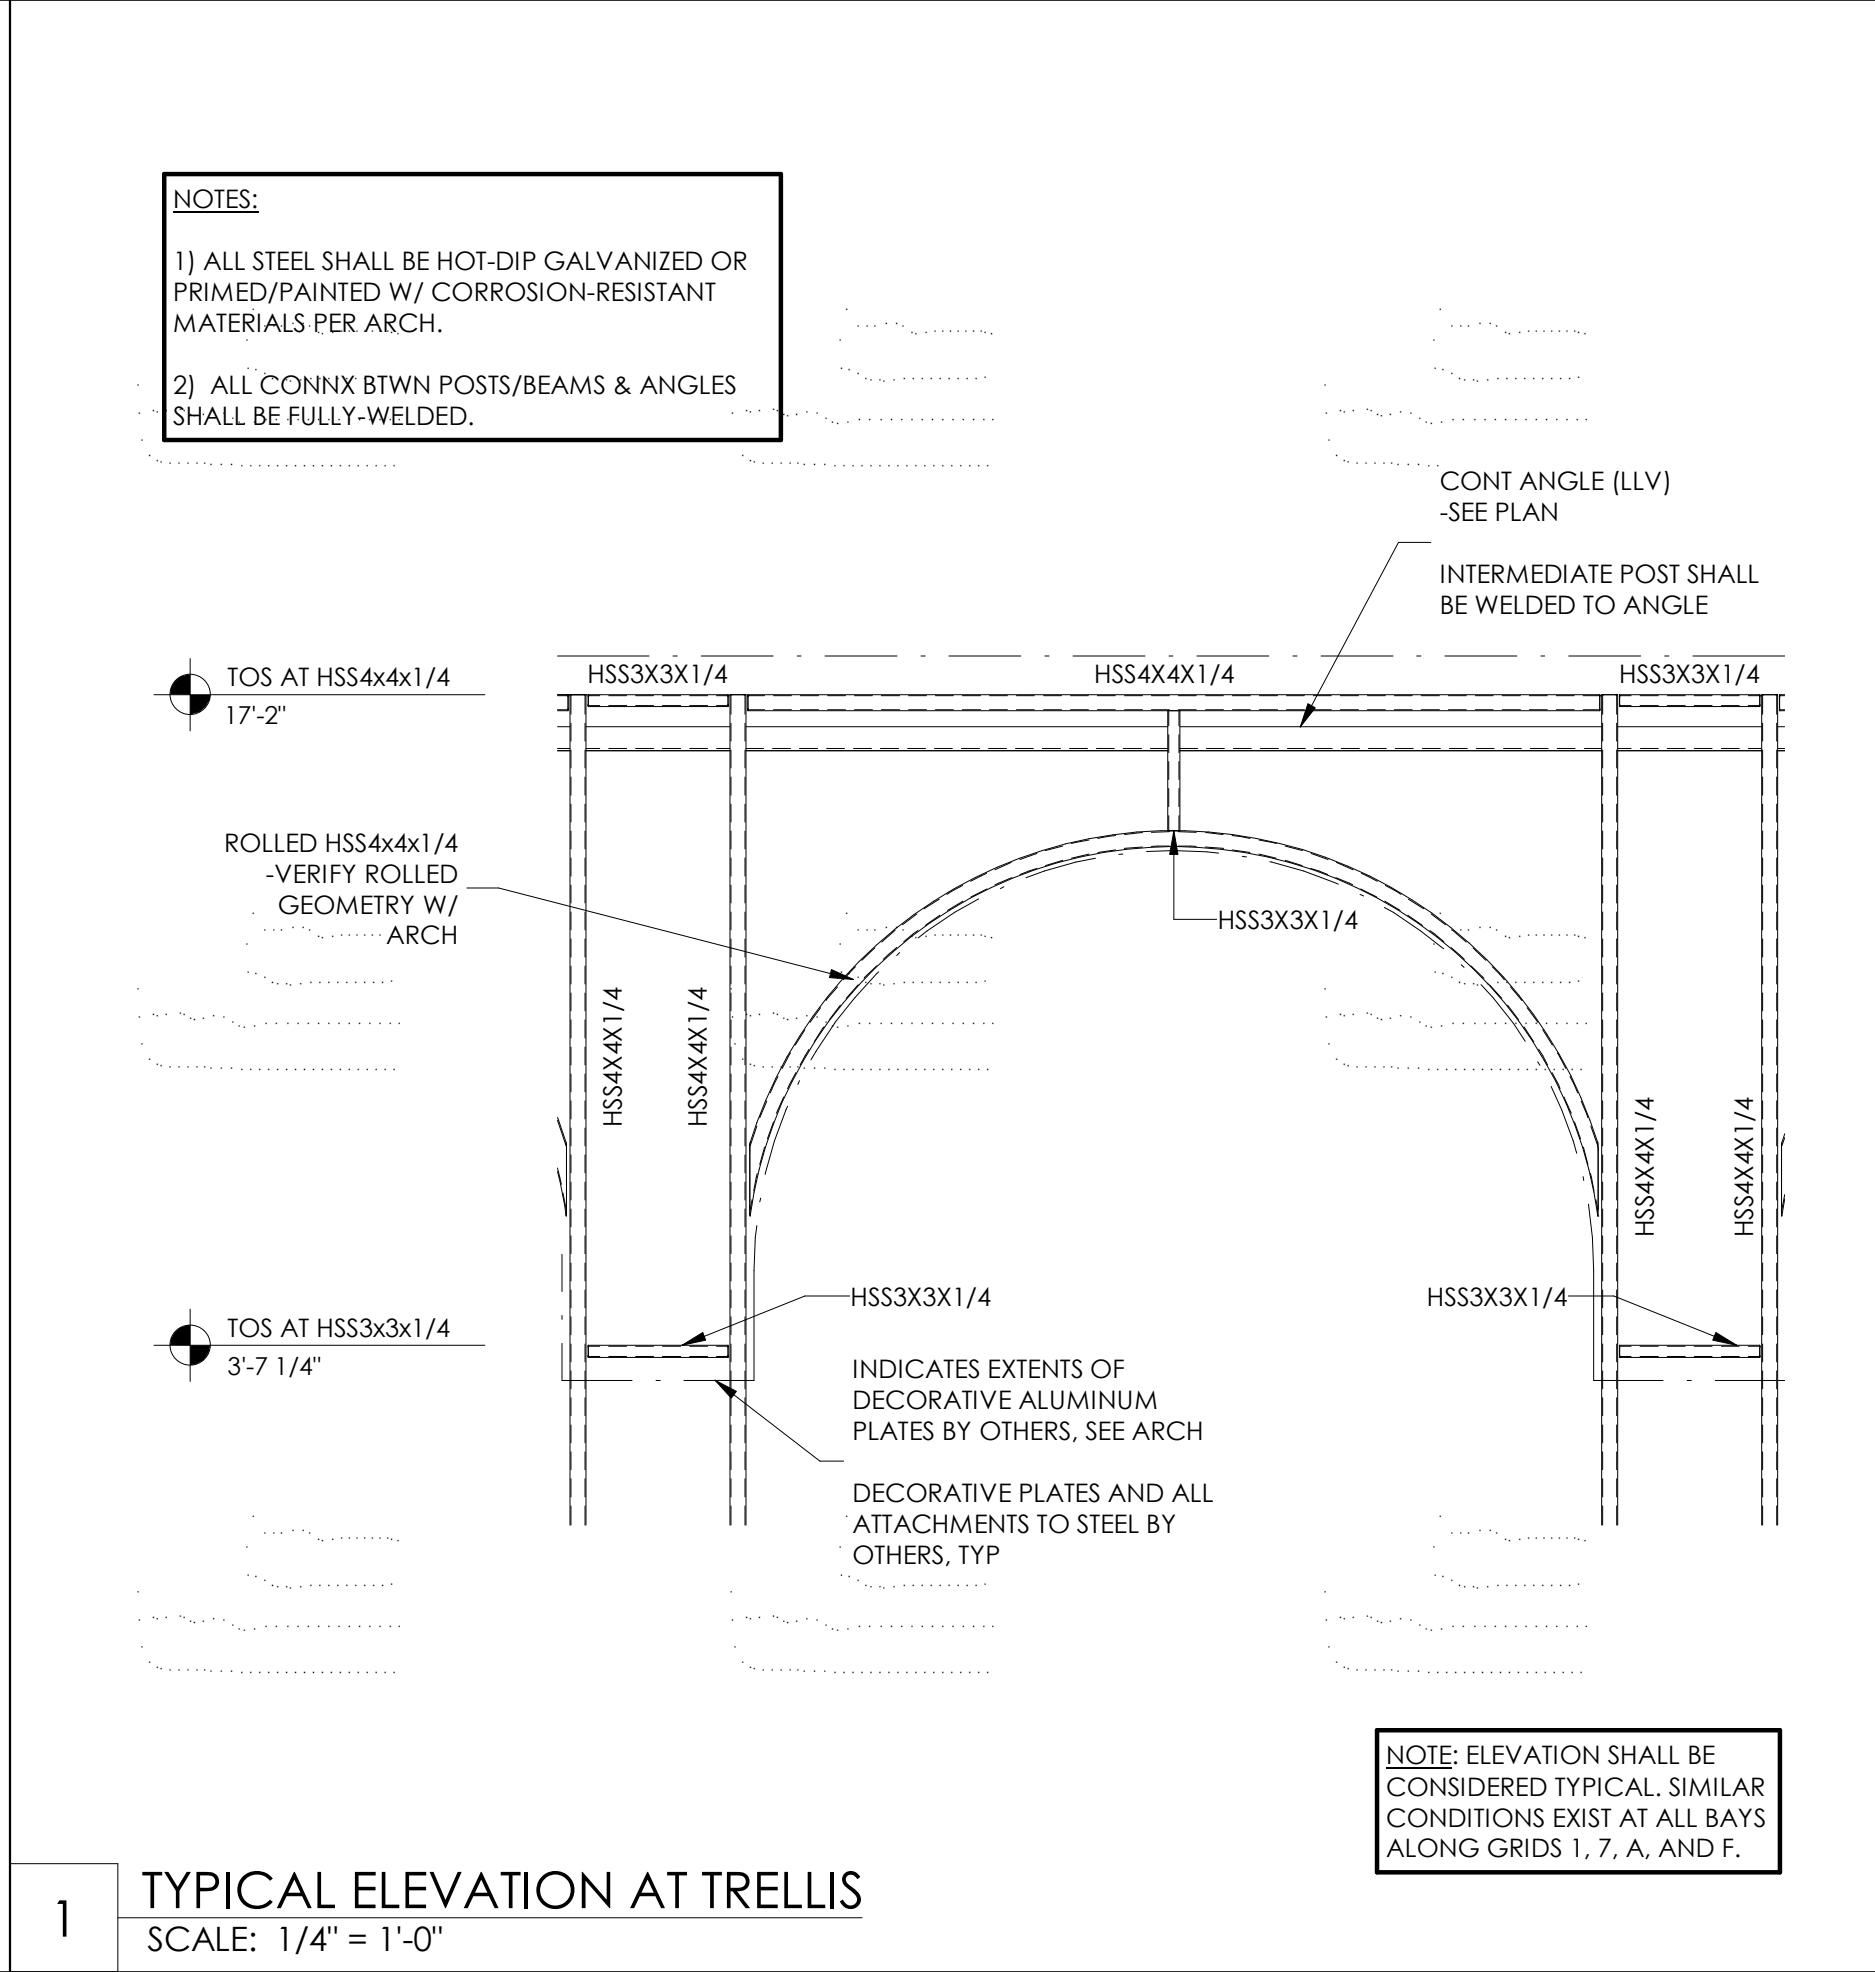 NOTES:
1) ALL STEEL SHALL BE HOT-DIP GALVANIZED OR
PRIMED/PAINTED W/ CORROSION-RESISTANT
MATERIALS PER ARCH.
2) ALL CONNX BTWN POSTS/BEAMS & ANGLES
SHALL BE FULLY-WELDED.
CONT ANGLE (LLV)
-SEE PLAN
INTERMEDIATE POST SHALL
BE WELDED TO ANGLE
TOS AT HSS4x4x1/4
17'-2"
HSS3X3X1/4
HSS4X4X1/4
HSS3X3X1/4
ROLLED HSS4x4x1/4
-VERIFY ROLLED
GEOMETRY W/
ARCH
HSS3X3X1/4
HSS4X4X1/4
HSS4X4X1/4
HSS4X4X1/4
HSS4X4X1/4
TOS AT HSS3x3x1/4
3'-7 1/4"
HSS3X3X1/4
HSS3X3X1/4
INDICATES EXTENTS OF
DECORATIVE ALUMINUM
PLATES BY OTHERS, SEE ARCH
DECORATIVE PLATES AND ALL
ATTACHMENTS TO STEEL BY
OTHERS, TYP
NOTE: ELEVATION SHALL BE
CONSIDERED TYPICAL. SIMILAR
CONDITIONS EXIST AT ALL BAYS
ALONG GRIDS 1, 7, A, AND F.
1
TYPICAL ELEVATION AT TRELLIS
SCALE: 1/4" = 1'-0"